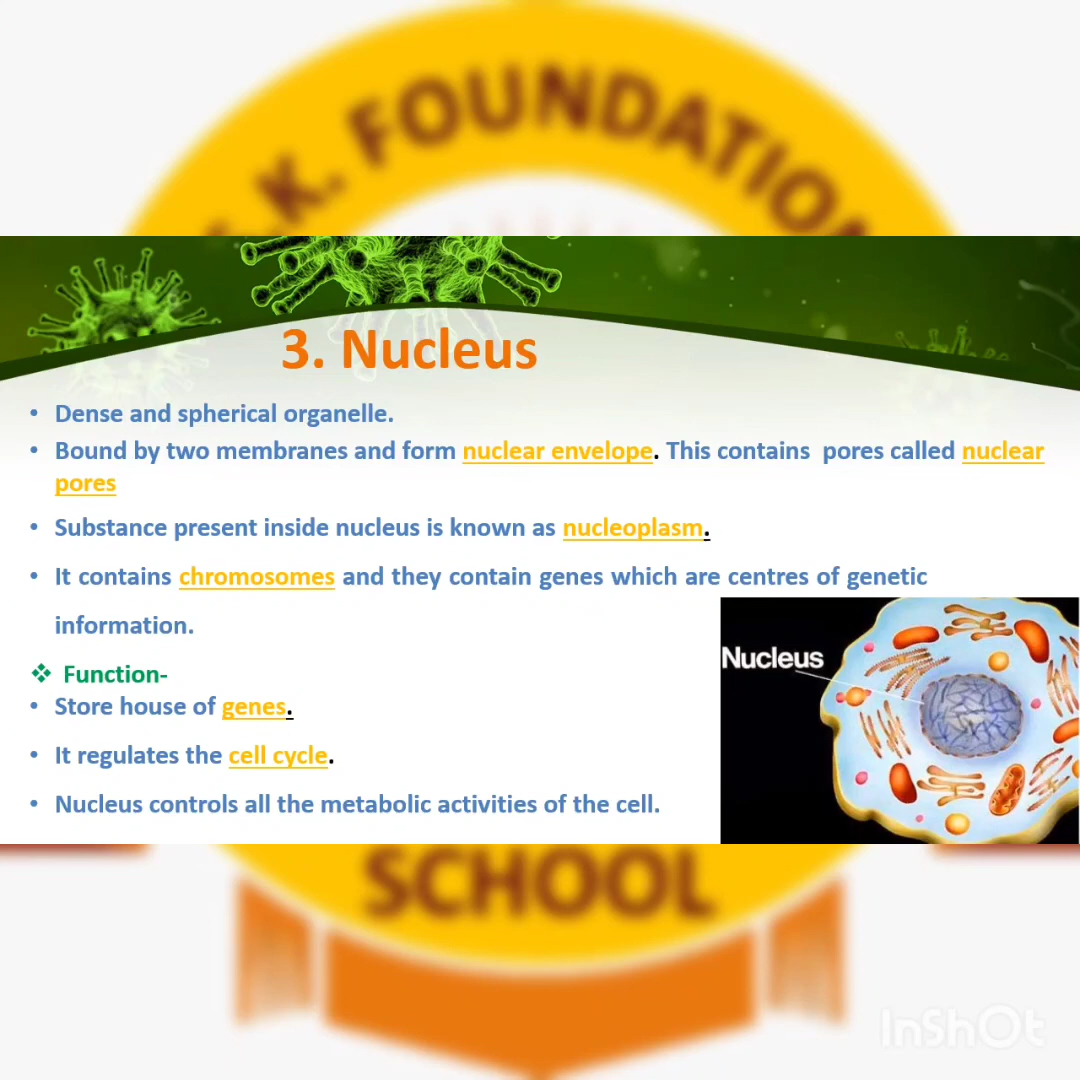 .K. FOUNDATION
3. Nucleus
• Dense and spherical organelle.
• Bound by two membranes and form nuclear envelope. This contains pores called nuclear
pores
• Substance present inside nucleus is known as nucleoplasm.
• It contains chromosomes and they contain genes which are centres of genetic
information.
Nucleus
❖ Function-
• Store house of genes.
• It regulates the cell cycle.
• Nucleus controls all the metabolic activities of the cell.
SCHOOL
InShOt